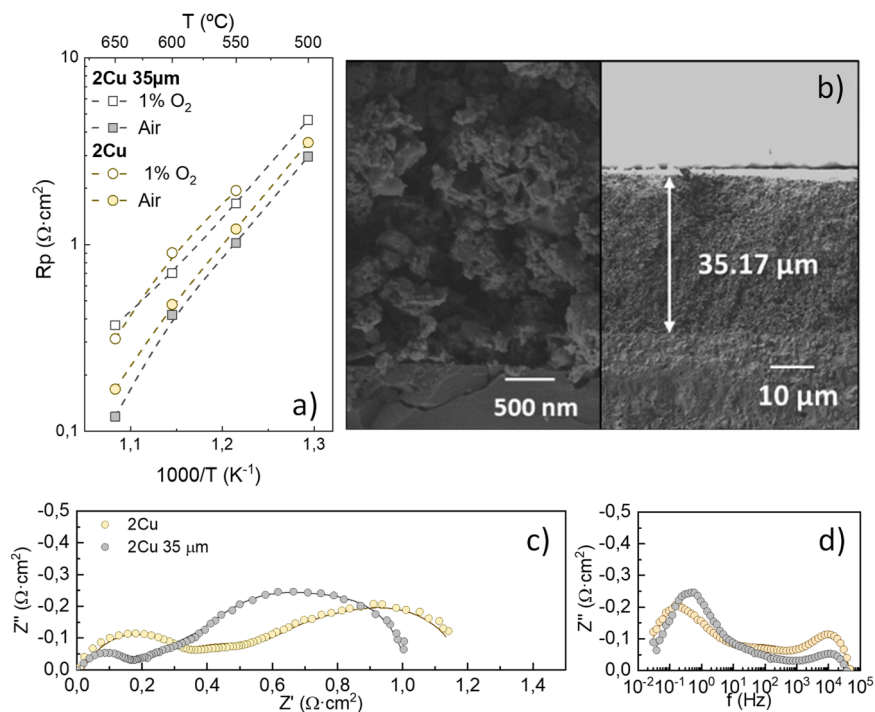 T (ºC)
650 600 550 500
10
1
0,1
Rp (Ω·cm²)
2Cu 35µm
1% O₂
Air
2Cu
1% O₂
Air
a)
1,1 1,2 1,3
1000/T (K⁻¹)
b)
35.17 µm
500 nm
10 µm
-0,5
-0,4
-0,3
-0,2
-0,1
0,0
Z'' (Ω·cm²)
2Cu
2Cu 35 µm
c)
0,0 0,2 0,4 0,6 0,8 1,0 1,2 1,4
Z' (Ω·cm²)
-0,5
-0,4
-0,3
-0,2
-0,1
0,0
Z'' (Ω·cm²)
d)
10⁻² 10⁻¹ 10⁰ 10¹ 10² 10³ 10⁴ 10⁵
f (Hz)